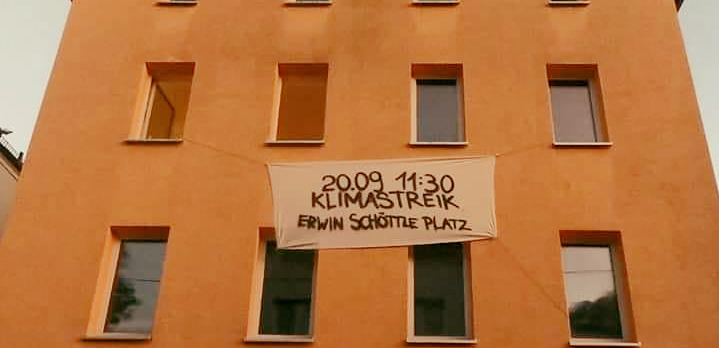 20.09 11:30
KLIMASTREIK
ERWIN SCHÖTTLE PLATZ